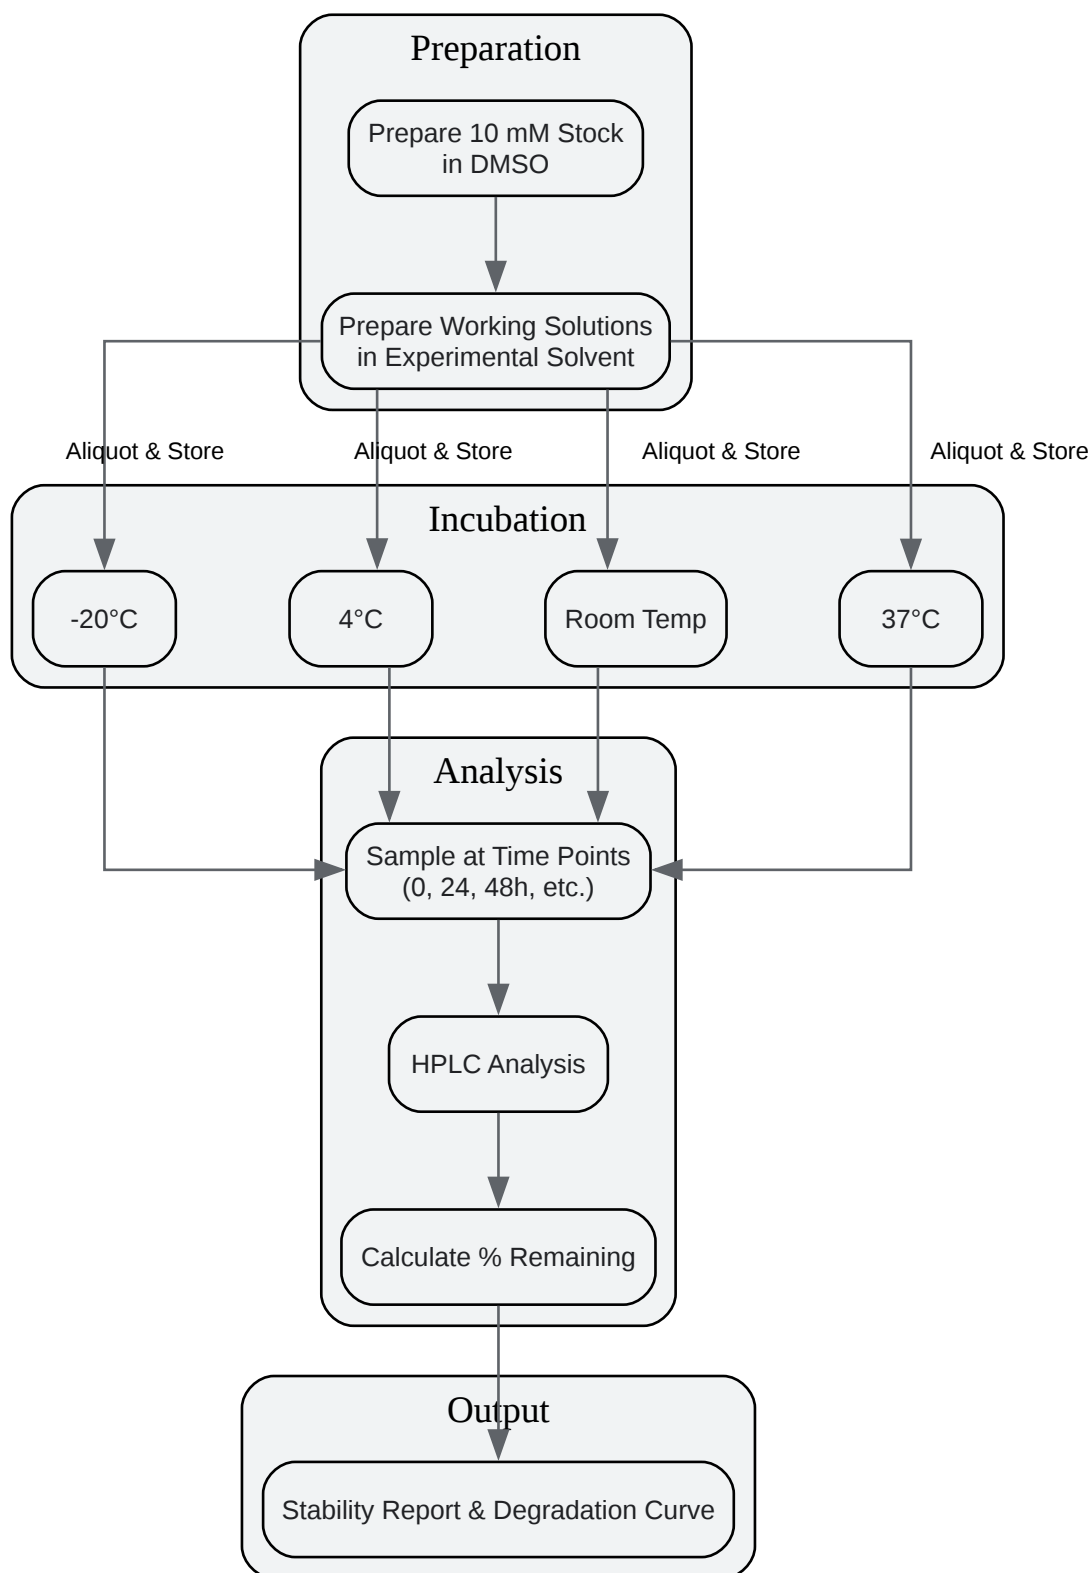 Preparation
Prepare 10 mM Stock
in DMSO
Prepare Working Solutions
in Experimental Solvent
Aliquot & Store
Aliquot & Store
Aliquot & Store
Aliquot & Store
Incubation
-20°C
4°C
Room Temp
37°C
Analysis
Sample at Time Points
(0, 24, 48h, etc.)
HPLC Analysis
Calculate % Remaining
Output
Stability Report & Degradation Curve